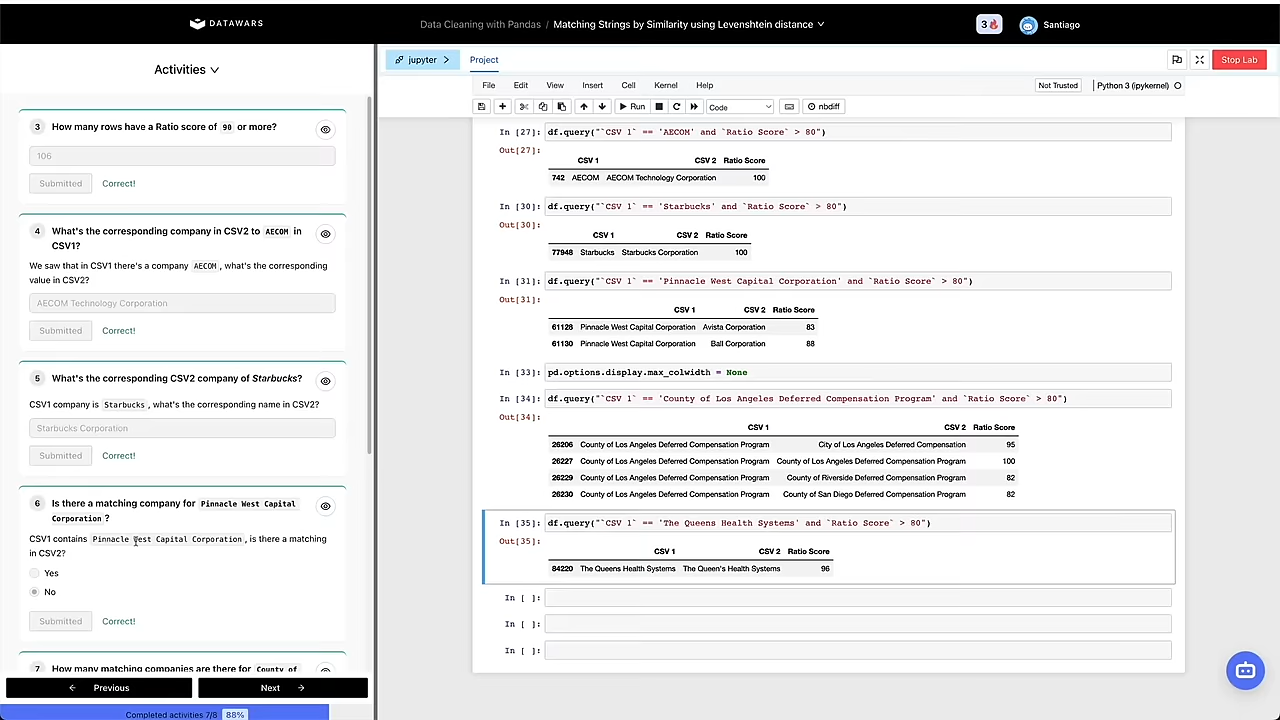 DATAWARS
Data Cleaning with Pandas / Matching Strings by Similarity using Levenshtein distance
3
Santiago
Activities
3 How many rows have a Ratio score of 90 or more?
106
Submitted Correct!
4 What's the corresponding company in CSV2 to AECOM in
CSV1?
We saw that in CSV1 there's a company AECOM, what's the corresponding
value in CSV2?
AECOM Technology Corporation
Submitted Correct!
5 What's the corresponding CSV2 company of Starbucks?
CSV1 company is Starbucks, what's the corresponding name in CSV2?
Starbucks Corporation
Submitted Correct!
6 Is there a matching company for Pinnacle West Capital
Corporation?
CSV1 contains Pinnacle West Capital Corporation, is there a matching
in CSV2?
Yes
No
Submitted Correct!
7 How many matching companies are there for County of
Previous
Next
Completed activities 7/8 88%
jupyter Project
Stop Lab
File Edit View Insert Cell Kernel Help
Not Trusted Python 3 (ipykernel)
Run Code nbdiff
In [27]: df.query("`CSV 1` == 'AECOM' and `Ratio Score` > 80")
Out[27]:
CSV 1 CSV 2 Ratio Score
742 AECOM AECOM Technology Corporation 100
In [30]: df.query("`CSV 1` == 'Starbucks' and `Ratio Score` > 80")
Out[30]:
CSV 1 CSV 2 Ratio Score
77948 Starbucks Starbucks Corporation 100
In [31]: df.query("`CSV 1` == 'Pinnacle West Capital Corporation' and `Ratio Score` > 80")
Out[31]:
CSV 1 CSV 2 Ratio Score
61128 Pinnacle West Capital Corporation Avista Corporation 83
61130 Pinnacle West Capital Corporation Ball Corporation 88
In [33]: pd.options.display.max_colwidth = None
In [34]: df.query("`CSV 1` == 'County of Los Angeles Deferred Compensation Program' and `Ratio Score` > 80")
Out[34]:
CSV 1 CSV 2 Ratio Score
26206 County of Los Angeles Deferred Compensation Program City of Los Angeles Deferred Compensation 95
26227 County of Los Angeles Deferred Compensation Program County of Los Angeles Deferred Compensation Program 100
26229 County of Los Angeles Deferred Compensation Program County of Riverside Deferred Compensation Program 82
26230 County of Los Angeles Deferred Compensation Program County of San Diego Deferred Compensation Program 82
In [35]: df.query("`CSV 1` == 'The Queens Health Systems' and `Ratio Score` > 80")
Out[35]:
CSV 1 CSV 2 Ratio Score
84220 The Queens Health Systems The Queen's Health Systems 96
In [ ]:
In [ ]:
In [ ]: